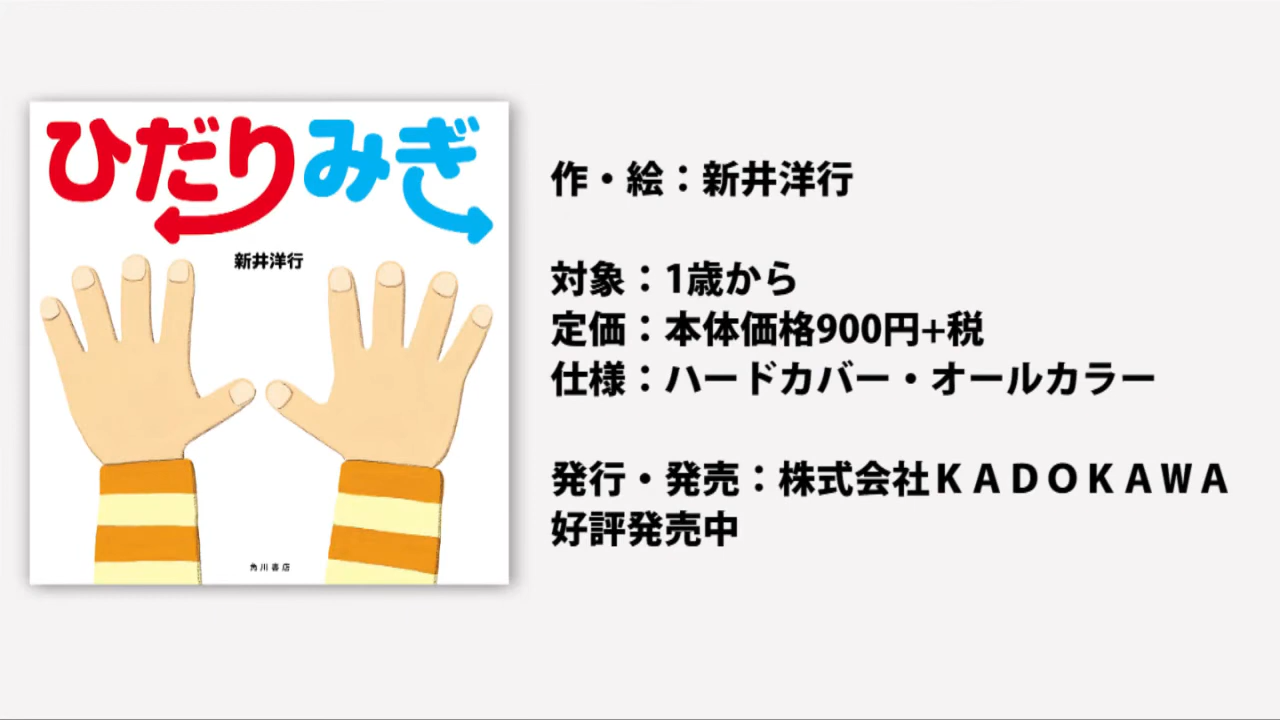 ひだりみぎ
新井洋行
角川書店
作・絵：新井洋行
対象：1歳から
定価：本体価格900円+税
仕様：ハードカバー・オールカラー
発行・発売：株式会社ＫＡＤＯＫＡＷＡ
好評発売中